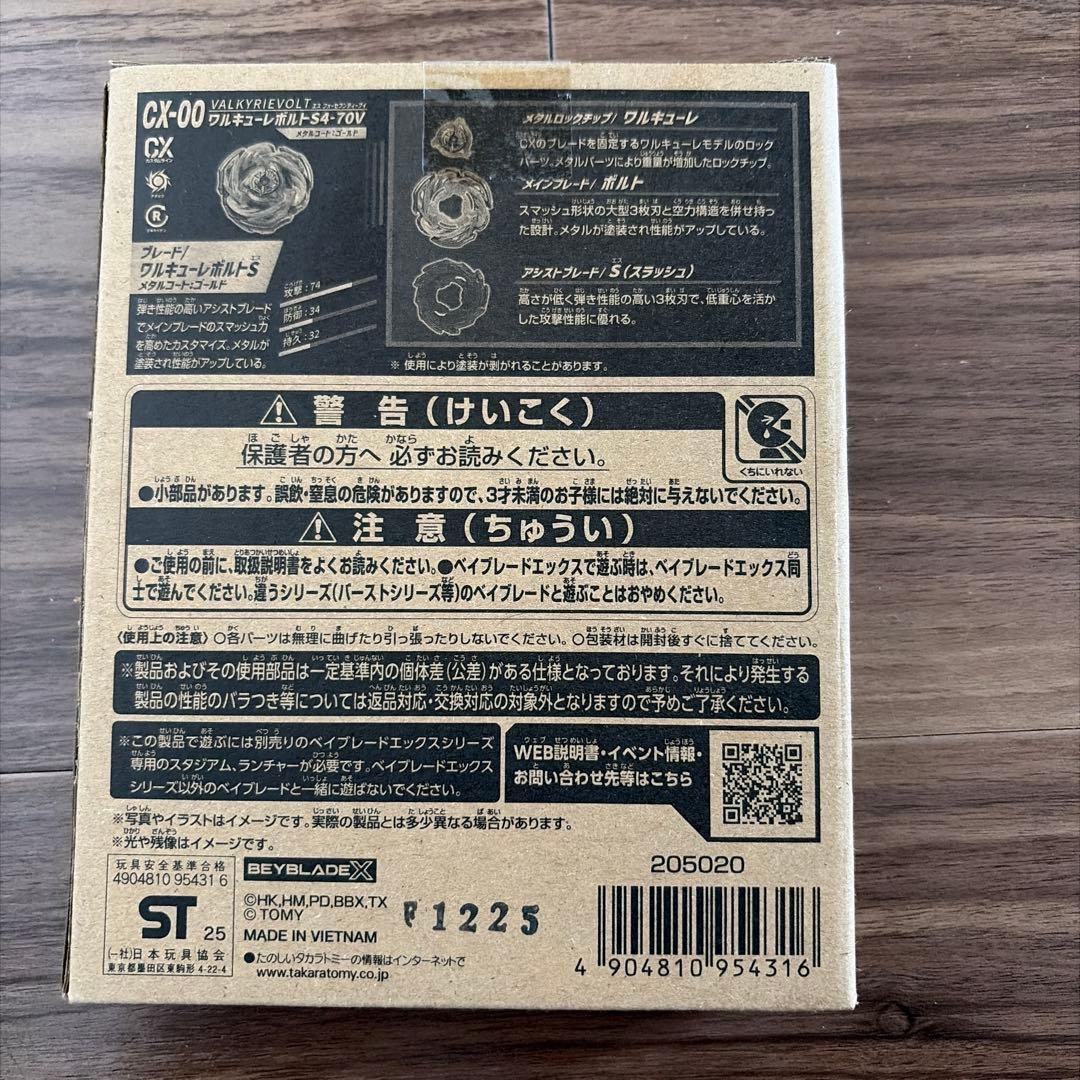 CX-00
VALKYRIEVOLT
ワルキューレボルトS4-70V
メタルコート:ゴールド
CX
カスタムライン
R
ブレード/
ワルキューレボルトS
メタルコート:ゴールド
弾き性能の高いアシストブレード
でメインブレードのスマッシュ力
を高めたカスタマイズ。メタルが
塗装され性能がアップしている。
攻撃:74
防御:34
持久:32
メタルロックチップ/ ワルキューレ
CXのブレードを固定するワルキューレモデルのロック
パーツ。メタルパーツにより重量が増加したロックチップ。
メインブレード/ ボルト
スマッシュ形状の大型3枚刃と空力構造を併せ持っ
た設計。メタルが塗装され性能がアップしている。
アシストブレード/ S(スラッシュ)
高さが低く弾き性能の高い3枚刃で、低重心を活か
した攻撃性能に優れる。
※ 使用により塗装が剥がれることがあります。
警告(けいこく)
保護者の方へ 必ずお読みください。
●小部品があります。誤飲・窒息の危険がありますので、3才未満のお子様には絶対に与えないでください。
くちにいれない
注意(ちゅうい)
●ご使用の前に、取扱説明書をよくお読みください。●ベイブレードエックスで遊ぶ時は、ベイブレードエックス同
士で遊んでください。違うシリーズ(バーストシリーズ等)のベイブレードと遊ぶことはおやめください。
〈使用上の注意〉 ○各パーツは無理に曲げたり引っ張ったりしないでください。 ○包装材は開封後すぐに捨ててください。
※製品およびその使用部品は一定基準内の個体差(公差)がある仕様となっております。それにより発生する
製品の性能のバラつき等については返品対応・交換対応の対象外となりますので予めご了承ください。
※この製品で遊ぶには別売りのベイブレードエックスシリーズ
専用のスタジアム、ランチャーが必要です。ベイブレードエックス
シリーズ以外のベイブレードと一緒に遊ばないでください。
WEB説明書・イベント情報・
お問い合わせ先等はこちら
※写真やイラストはイメージです。実際の製品とは多少異なる場合があります。
※光や残像はイメージです。
玩具安全基準合格
4904810 95431 6
ST 25
(一社)日本玩具協会
東京都墨田区東駒形 4-22-4
BEYBLADE X
©HK,HM,PD,BBX,TX
© TOMY
MADE IN VIETNAM
F1225
●たのしいタカラトミーの情報はインターネットで
www.takaratomy.co.jp
205020
4 904810 954316